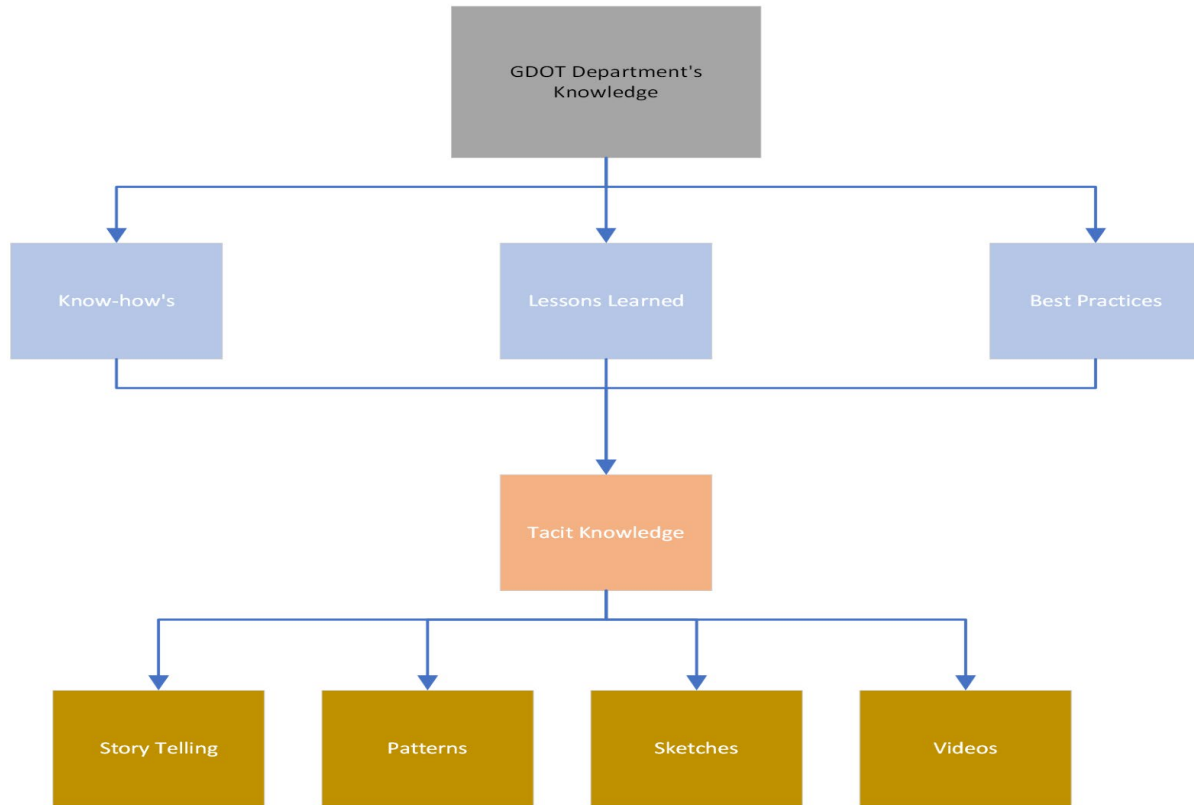 GDOT Department's
Knowledge
Know-how's
Lessons Learned
Best Practices
Tacit Knowledge
Story Telling
Patterns
Sketches
Videos